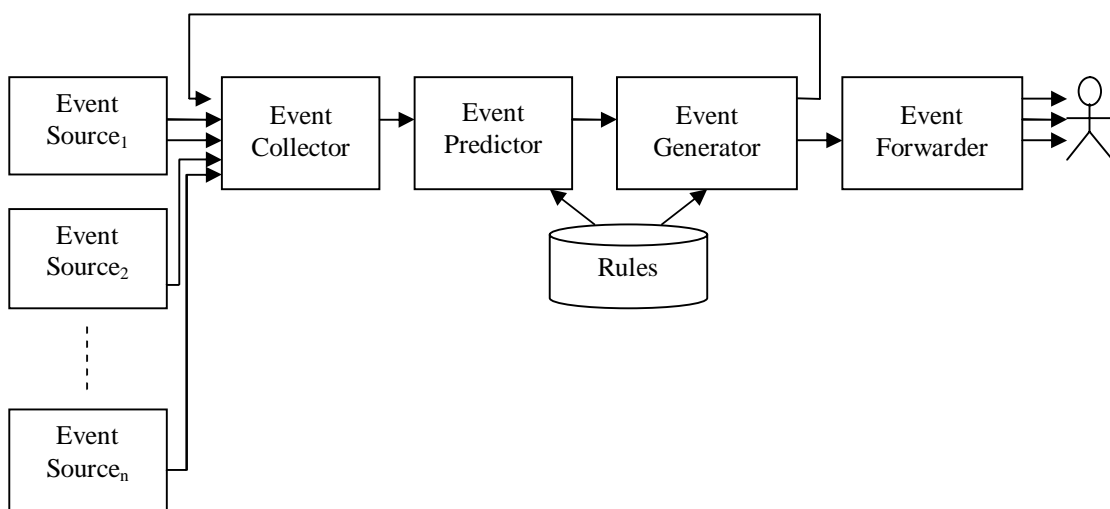 Event
Source₁
Event
Collector
Event
Predictor
Event
Generator
Event
Forwarder
Event
Source₂
Rules
Event
Sourceₙ